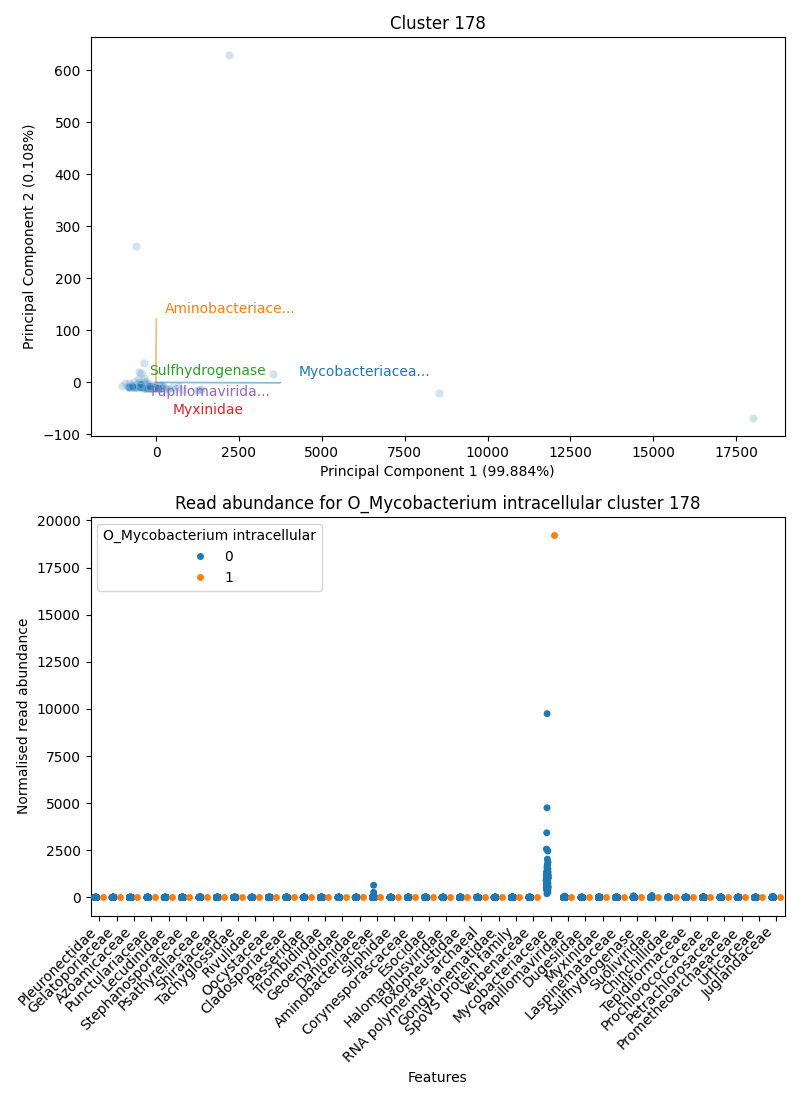 Cluster 178
Principal Component 2 (0.108%)
600
500
400
300
200
100
0
−100
Aminobacteriace...
Sulfhydrogenase
Mycobacteriacea...
Papillomavirida...
Myxinidae
0
2500
5000
7500
10000
12500
15000
17500
Principal Component 1 (99.884%)
Read abundance for O_Mycobacterium intracellular cluster 178
Normalised read abundance
20000
17500
15000
12500
10000
7500
5000
2500
0
O_Mycobacterium intracellular
0
1
Pleuronectidae
Gelatoporiaceae
Azoamicaceae
Punctulariaceae
Lecudinidae
Stephanosporaceae
Psathyrellaceae
Shiraiaceae
Tachyglossidae
Rivulidae
Oocystaceae
Cladosporiaceae
Passeridae
Trombiidae
Geoemydidae
Danionidae
Aminobacteriaceae
Silphidae
Corynesporascaceae
Esocidae
Halomagnusviridae
Toxopneustidae
RNA polymerase, archaeal
Gongylonematidae
SpoVS protein family
Verbenaceae
Mycobacteriaceae
Papillomaviridae
Dugesiidae
Myxinidae
Laspinemataceae
Sulfhydrogenase
Suoliviridae
Chinchillidae
Tepidiformaceae
Prochlorococcaceae
Petrachlorosaceae
Prometheoarchaeaceae
Urticaceae
Juglandaceae
Features